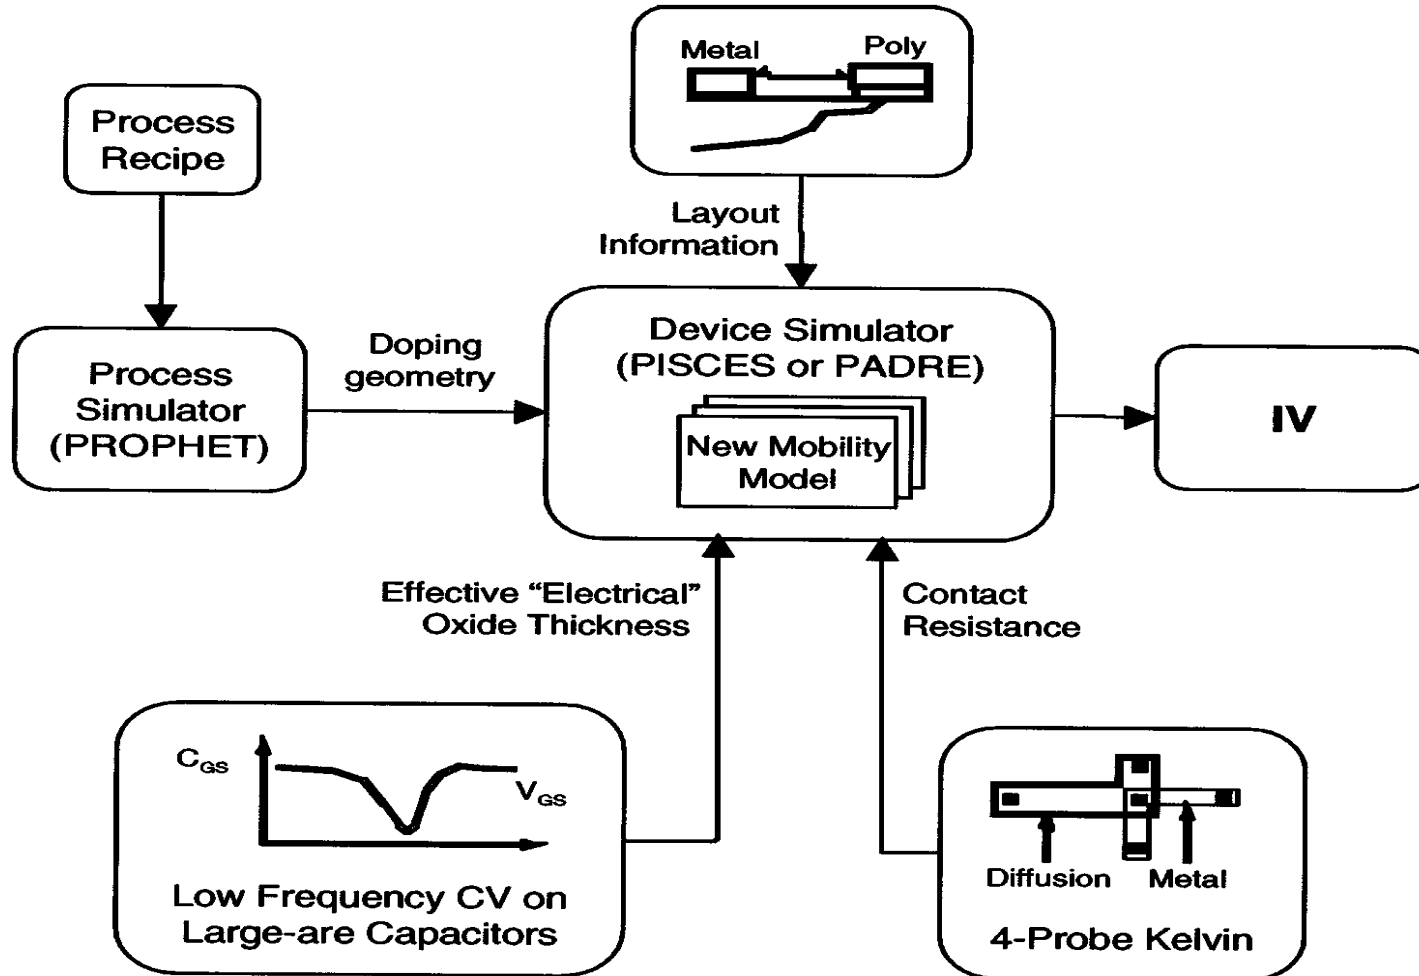 Metal
Poly
Process
Recipe
Layout
Information
Process
Simulator
(PROPHET)
Doping
geometry
Device Simulator
(PISCES or PADRE)
New Mobility
Model
IV
Effective “Electrical”
Oxide Thickness
Contact
Resistance
CGS
VGS
Low Frequency CV on
Large-are Capacitors
Diffusion
Metal
4-Probe Kelvin